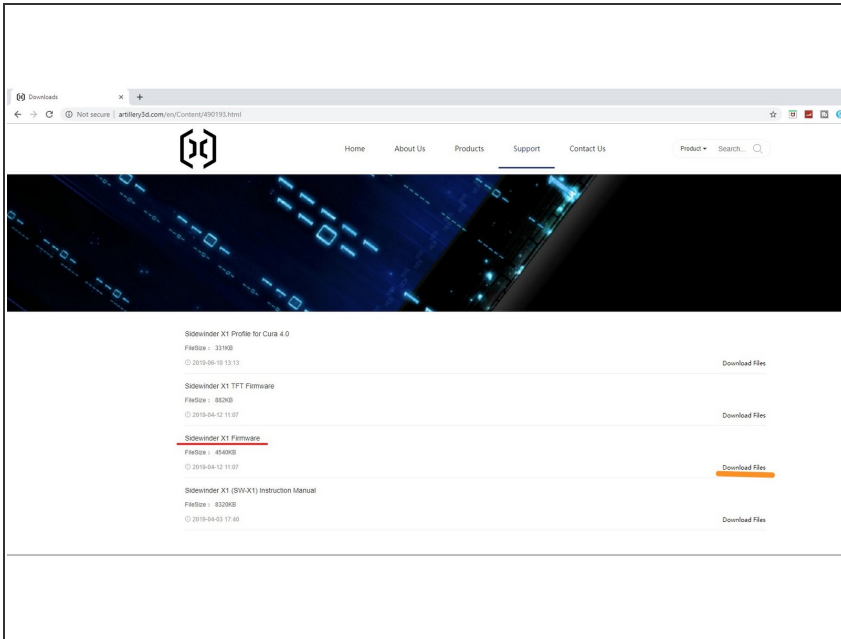 Downloads
Not secure | artillery3d.com/en/Content/490193.html
Home About Us Products Support Contact Us Product Search...
Sidewinder X1 Profile for Cura 4.0
FileSize : 331KB
2019-06-10 13:13 Download Files
Sidewinder X1 TFT Firmware
FileSize : 882KB
2019-04-12 11:07 Download Files
Sidewinder X1 Firmware
FileSize : 4540KB
2019-04-12 11:07 Download Files
Sidewinder X1 (SW-X1) Instruction Manual
FileSize : 8320KB
2019-04-03 17:40 Download Files